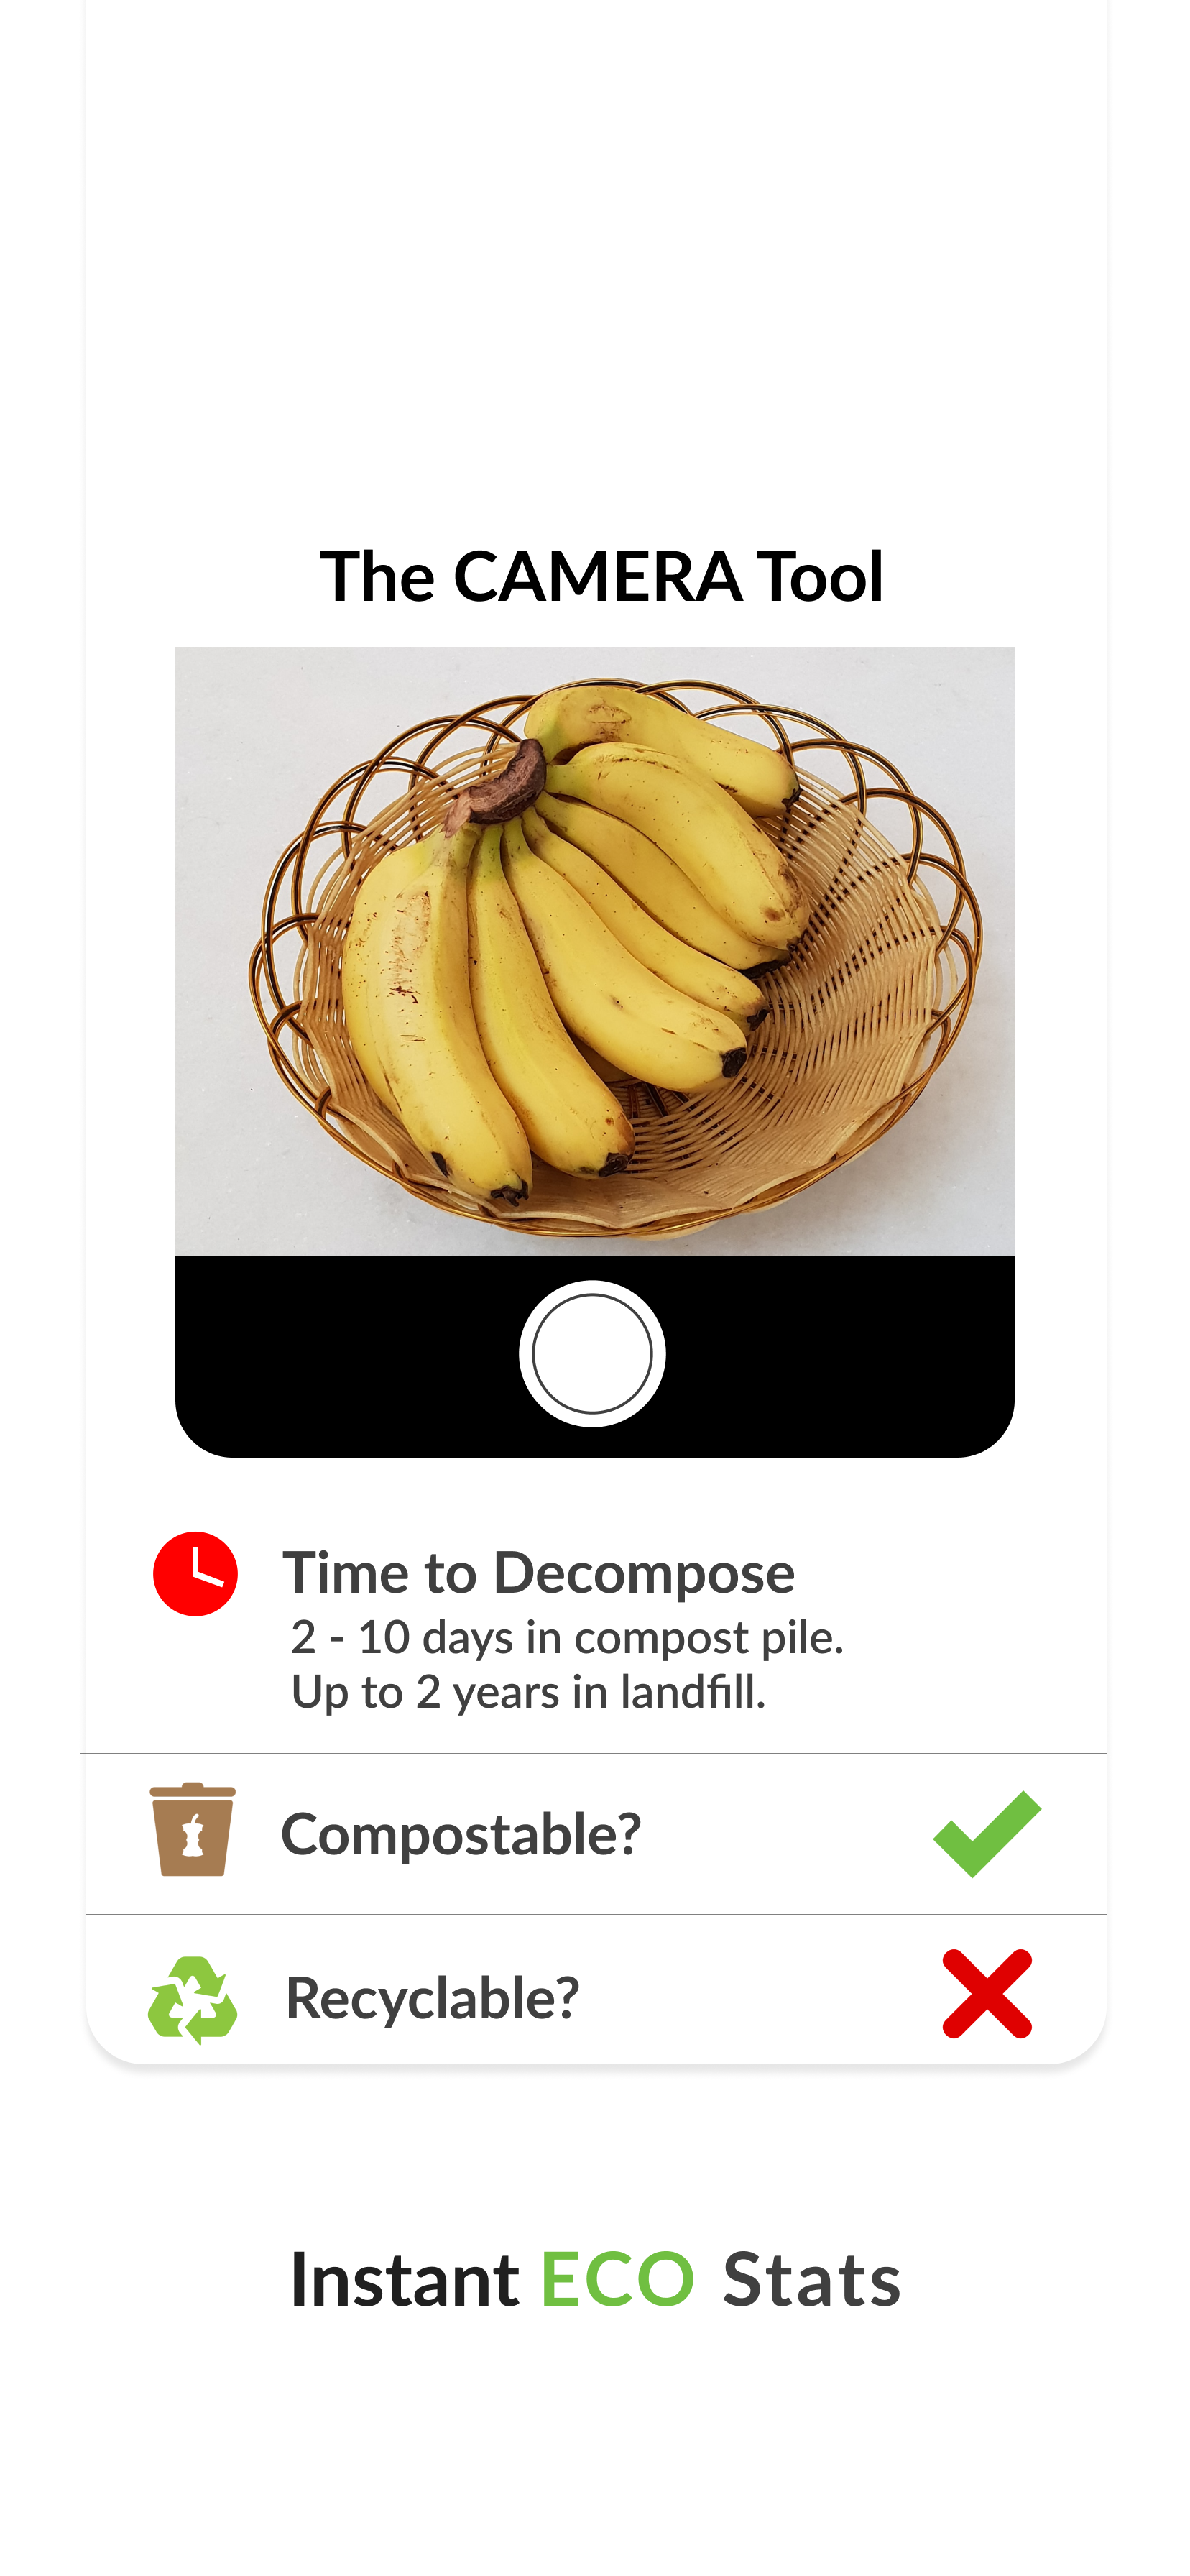 The CAMERA Tool
Time to Decompose
2 - 10 days in compost pile.
Up to 2 years in landfill.
Compostable?
Recyclable?
Instant ECO Stats